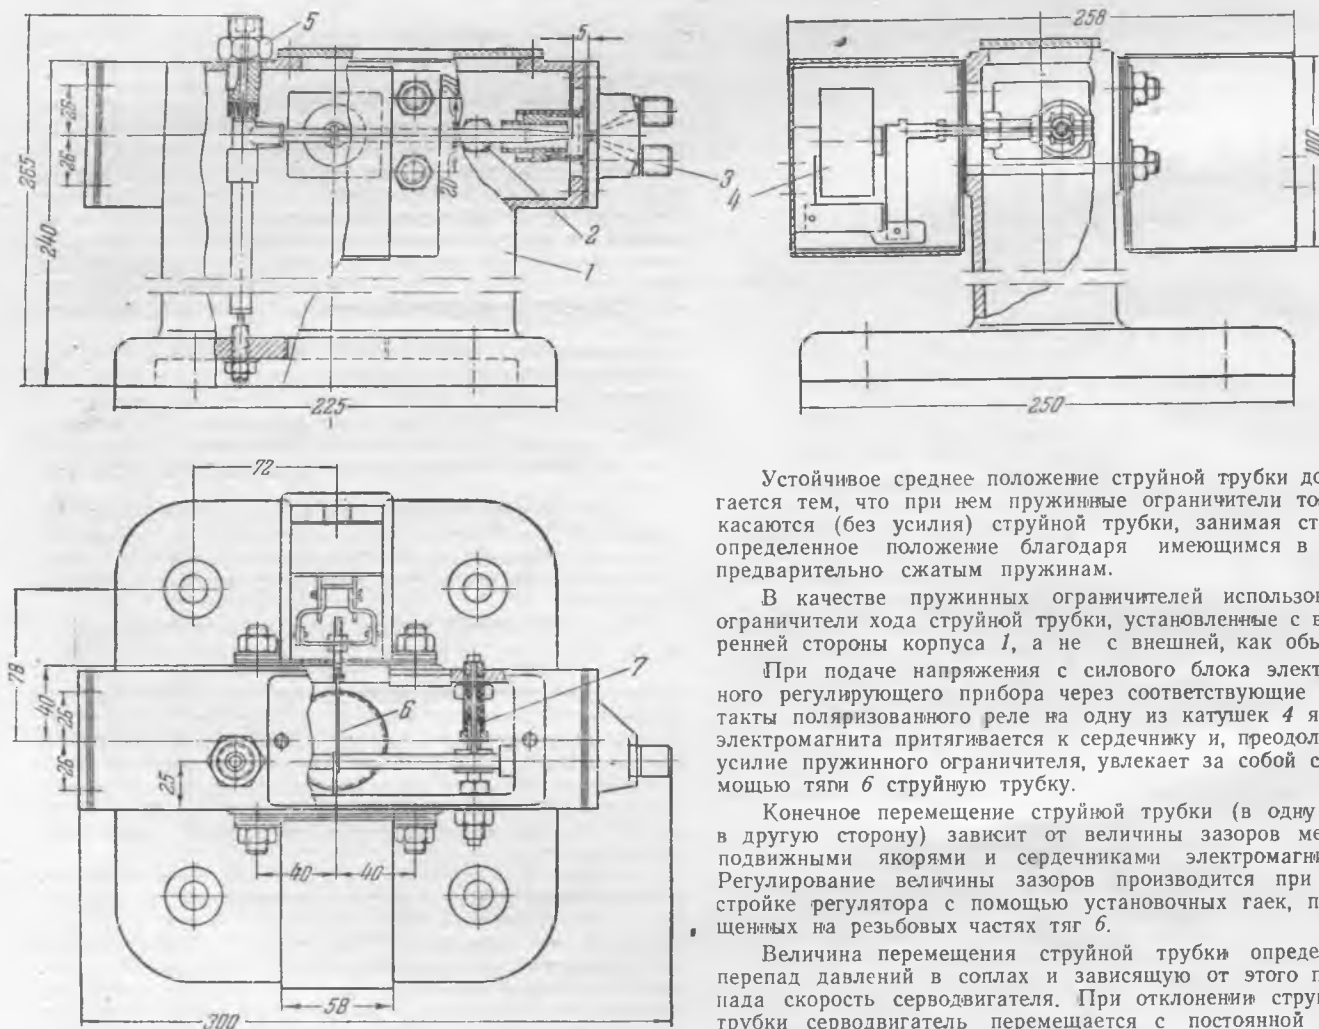 5
5
26
26
265
240
20
20
3
2
1
225
258
4
100
250
72
78
40
26
26
25
7
6
40
40
58
300
Устойчивое среднее положение струйной трубки до
гается тем, что при нем пружинные ограничители то
касаются (без усилия) струйной трубки, занимая ст
определенное положение благодаря имеющимся в
предварительно сжатым пружинам.
В качестве пружинных ограничителей использо
ограничители хода струйной трубки, установленные с в
ренней стороны корпуса 1, а не с внешней, как обы
При подаче напряжения с силового блока элект
ного регулирующего прибора через соответствующие
такты поляризованного реле на одну из катушек 4 я
электромагнита притягивается к сердечнику и, преодол
усилие пружинного ограничителя, увлекает за собой с
мощью тяги 6 струйную трубку.
Конечное перемещение струйной трубки (в одну
в другую сторону) зависит от величины зазоров ме
подвижными якорями и сердечниками электромагни
Регулирование величины зазоров производится при
стройке регулятора с помощью установочных гаек, п
щенных на резьбовых частях тяг 6.
Величина перемещения струйной трубки опреде
перепад давлений в соплах и зависящую от этого п
пада скорость серводвигателя. При отклонении стру
трубки серводвигатель перемещается с постоянной